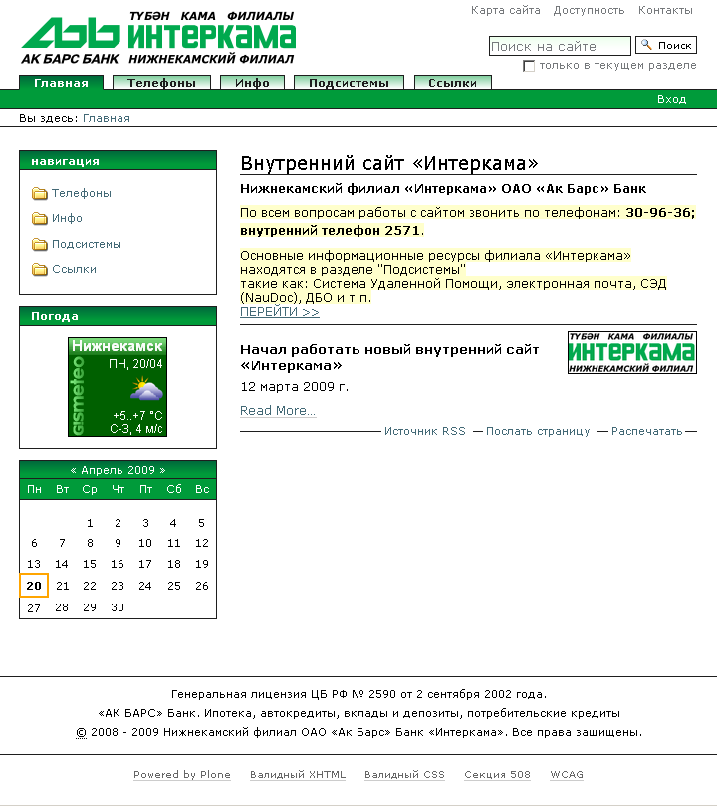 ТҮБӘН КАМА ФИЛИАЛЫ
ИНТЕРКАМА
АК БАРС БАНК НИЖНЕКАМСКИЙ ФИЛИАЛ
Карта сайта Доступность Контакты
Поиск на сайте Поиск
только в текущем разделе
Главная Телефоны Инфо Подсистемы Ссылки
Вход
Вы здесь: Главная
навигация
Телефоны
Инфо
Подсистемы
Ссылки
Погода
Нижнекамск
ПН, 20/04
GISMETEO
+5..+7 °C
С-З, 4 м/с
« Апрель 2009 »
Пн Вт Ср Чт Пт Сб Вс
1 2 3 4 5
6 7 8 9 10 11 12
13 14 15 16 17 18 19
20 21 22 23 24 25 26
27 28 29 30
Внутренний сайт «Интеркама»
Нижнекамский филиал «Интеркама» ОАО «Ак Барс» Банк
По всем вопросам работы с сайтом звонить по телефонам: 30-96-36;
внутренний телефон 2571.
Основные информационные ресурсы филиала «Интеркама»
находятся в разделе "Подсистемы"
такие как: Система Удаленной Помощи, электронная почта, СЭД
(NauDoc), ДБО и т п.
ПЕРЕЙТИ >>
Начал работать новый внутренний сайт
«Интеркама»
12 марта 2009 г.
Read More…
ТҮБӘН КАМА ФИЛИАЛЫ
ИНТЕРКАМА
НИЖНЕКАМСКИЙ ФИЛИАЛ
Источник RSS — Послать страницу — Распечатать —
Генеральная лицензия ЦБ РФ № 2590 от 2 сентября 2002 года.
«АК БАРС» Банк. Ипотека, автокредиты, вклады и депозиты, потребительские кредиты
© 2008 - 2009 Нижнекамский филиал ОАО «Ак Барс» Банк «Интеркама». Все права зашищены.
Powered by Plone Валидный XHTML Валидный CSS Секция 508 WCAG